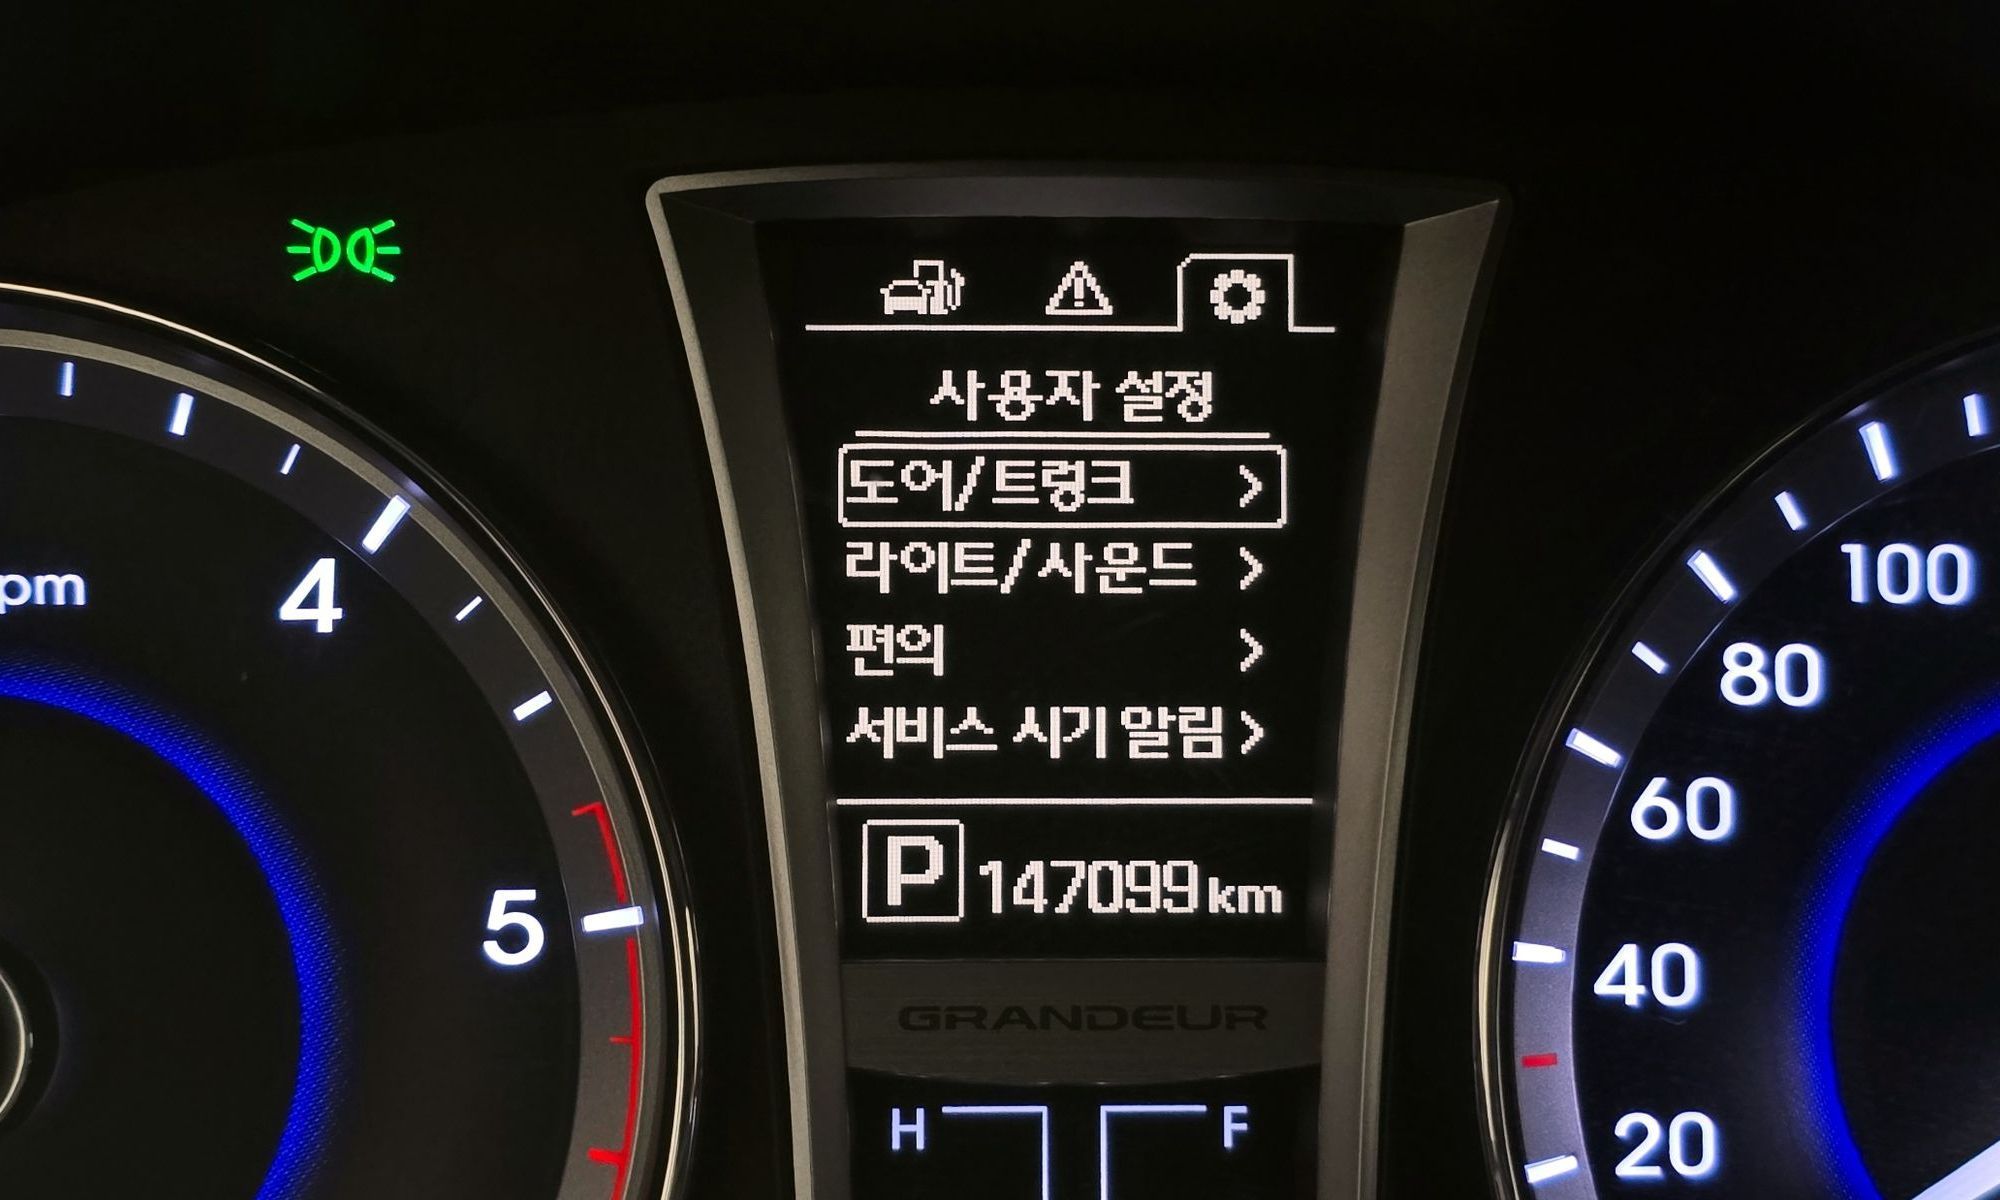 사용자 설정
도어/트렁크 >
라이트/사운드 >
편의 >
서비스 시기 알림 >
P 147099 km
GRANDEUR
H F
pm
4
5
100
80
60
40
20